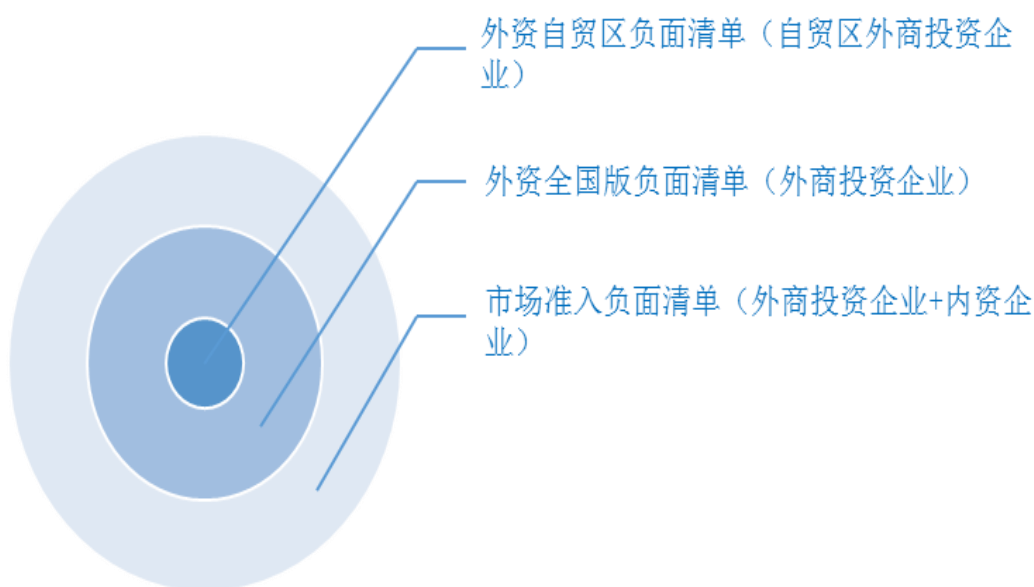 外资自贸区负面清单（自贸区外商投资企
业）
外资全国版负面清单（外商投资企业）
市场准入负面清单（外商投资企业+内资企
业）